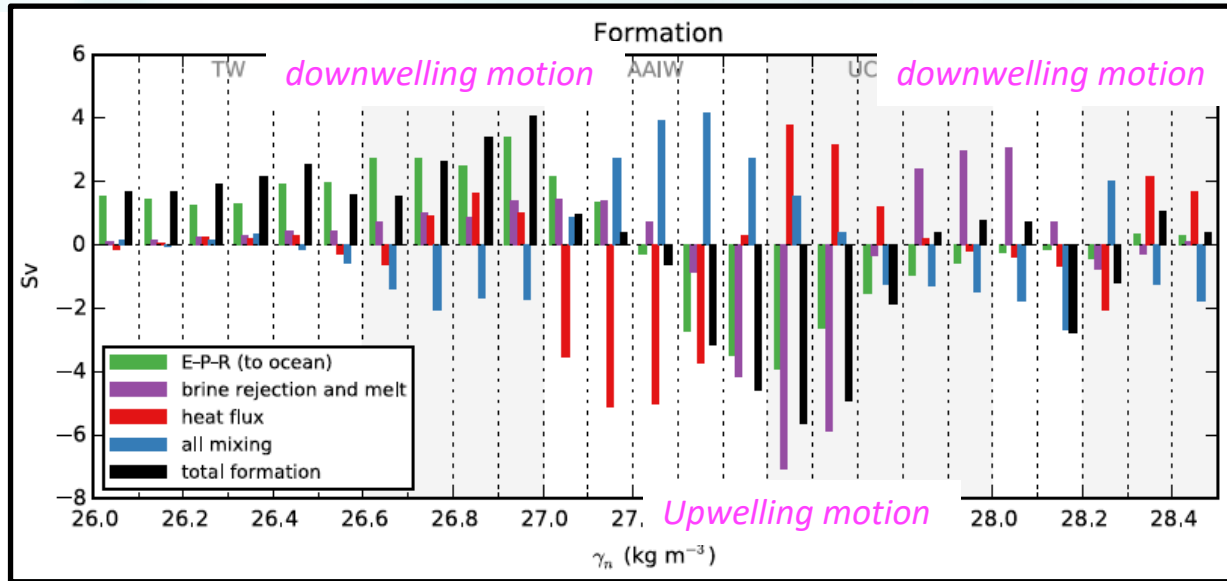 Formation
downwelling motion
downwelling motion
TW
AAIW
UC
6
4
2
0
−2
−4
−6
−8
Sv
E–P–R (to ocean)
brine rejection and melt
heat flux
all mixing
total formation
Upwelling motion
26.0 26.2 26.4 26.6 26.8 27.0 27. 28.0 28.2 28.4
γn (kg m−3)